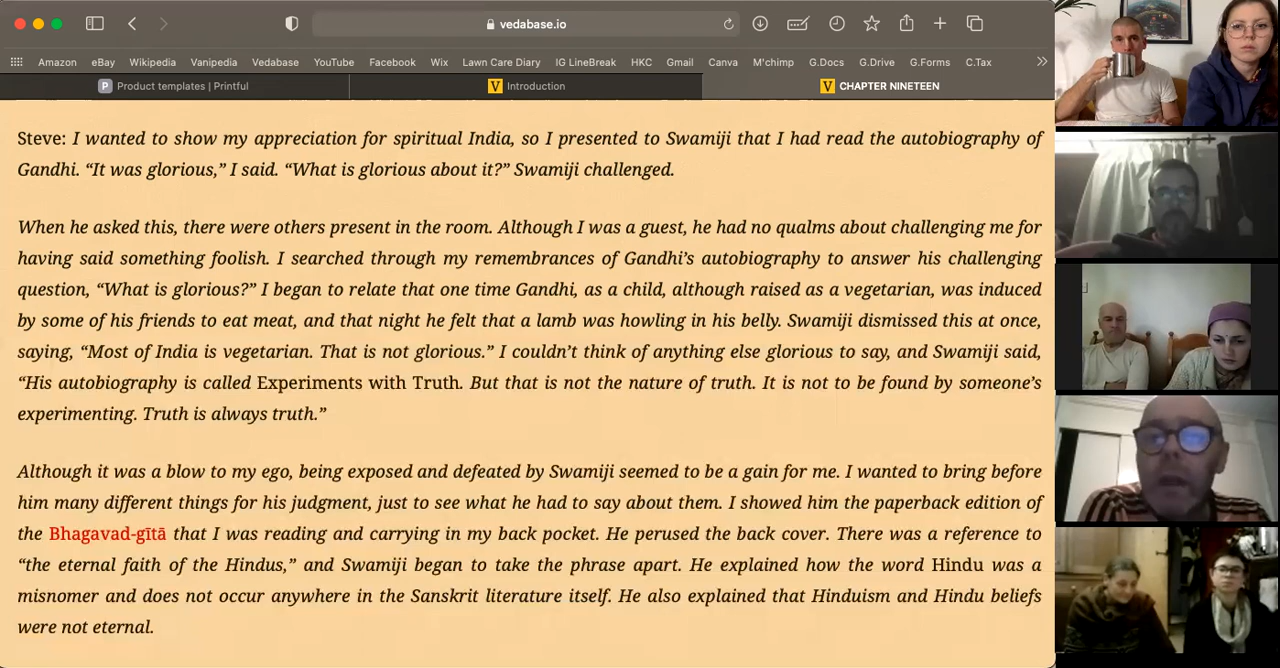 vedabase.io
Amazon eBay Wikipedia Vanipedia Vedabase YouTube Facebook Wix Lawn Care Diary IG LineBreak HKC Gmail Canva M'chimp G.Docs G.Drive G.Forms C.Tax
P Product templates | Printful V Introduction V CHAPTER NINETEEN
Steve: I wanted to show my appreciation for spiritual India, so I presented to Swamiji that I had read the autobiography of
Gandhi. “It was glorious,” I said. “What is glorious about it?” Swamiji challenged.
When he asked this, there were others present in the room. Although I was a guest, he had no qualms about challenging me for
having said something foolish. I searched through my remembrances of Gandhi’s autobiography to answer his challenging
question, “What is glorious?” I began to relate that one time Gandhi, as a child, although raised as a vegetarian, was induced
by some of his friends to eat meat, and that night he felt that a lamb was howling in his belly. Swamiji dismissed this at once,
saying, “Most of India is vegetarian. That is not glorious.” I couldn’t think of anything else glorious to say, and Swamiji said,
“His autobiography is called Experiments with Truth. But that is not the nature of truth. It is not to be found by someone’s
experimenting. Truth is always truth.”
Although it was a blow to my ego, being exposed and defeated by Swamiji seemed to be a gain for me. I wanted to bring before
him many different things for his judgment, just to see what he had to say about them. I showed him the paperback edition of
the Bhagavad-gītā that I was reading and carrying in my back pocket. He perused the back cover. There was a reference to
“the eternal faith of the Hindus,” and Swamiji began to take the phrase apart. He explained how the word Hindu was a
misnomer and does not occur anywhere in the Sanskrit literature itself. He also explained that Hinduism and Hindu beliefs
were not eternal.